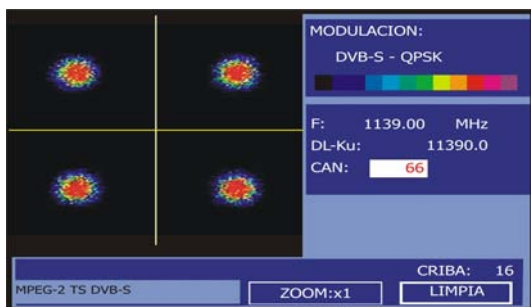 MODULACION:
DVB-S - QPSK
F: 1139.00 MHz
DL-Ku: 11390.0
CAN: 66
CRIBA: 16
MPEG-2 TS DVB-S
ZOOM:x1
LIMPIA